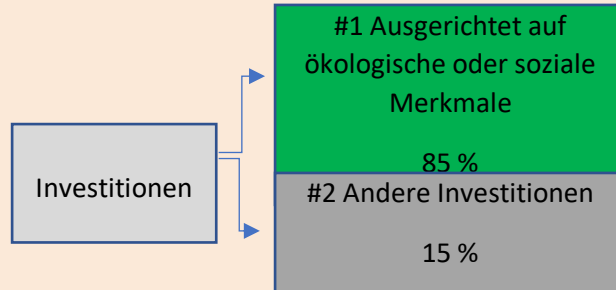 Investitionen
#1 Ausgerichtet auf
ökologische oder soziale
Merkmale
85 %
#2 Andere Investitionen
15 %